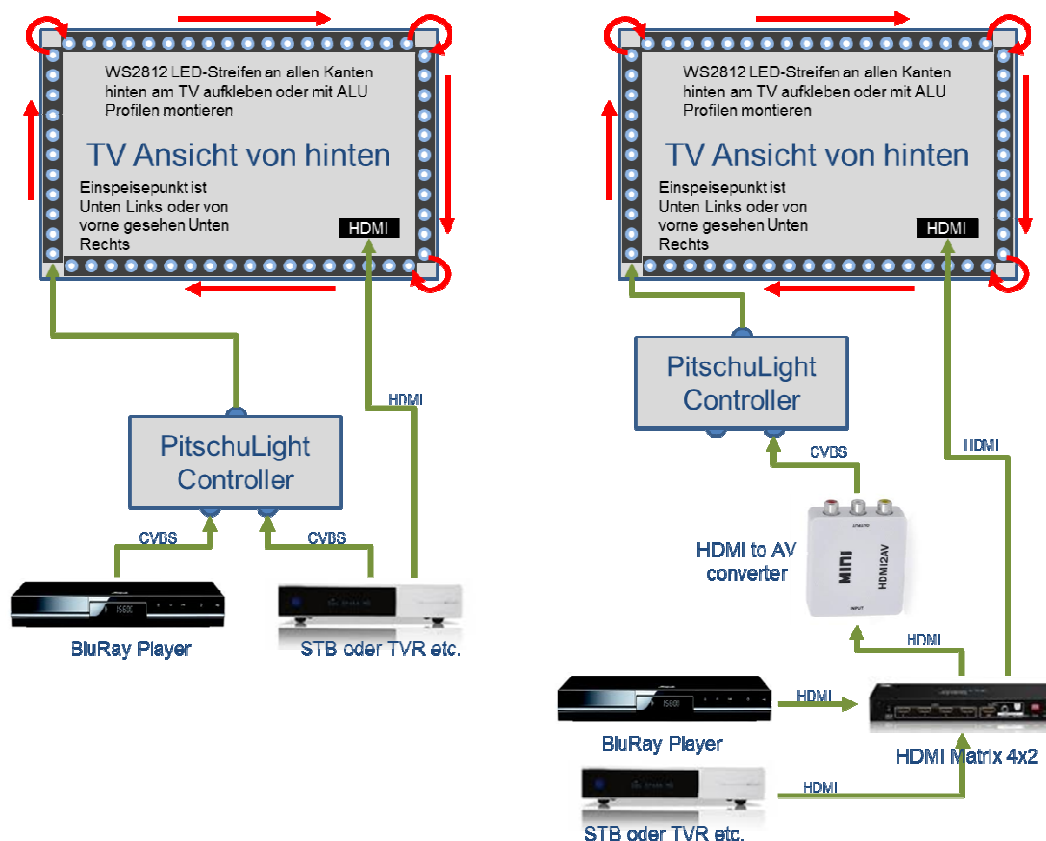 WS2812 LED-Streifen an allen Kanten
hinten am TV aufkleben oder mit ALU
Profilen montieren
TV Ansicht von hinten
Einspeisepunkt ist
Unten Links oder von
vorne gesehen Unten
Rechts
HDMI
HDMI
PitschuLight
Controller
CVBS
CVBS
BluRay Player
STB oder TVR etc.
WS2812 LED-Streifen an allen Kanten
hinten am TV aufkleben oder mit ALU
Profilen montieren
TV Ansicht von hinten
Einspeisepunkt ist
Unten Links oder von
vorne gesehen Unten
Rechts
HDMI
PitschuLight
Controller
CVBS
HDMI
HDMI to AV
converter
MINI
HDMI2AV
INPUT
HDMI
HDMI
BluRay Player
HDMI Matrix 4x2
HDMI
STB oder TVR etc.